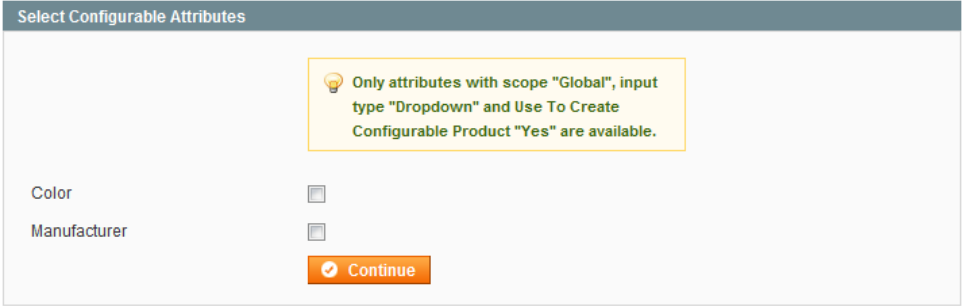 Select Configurable Attributes
Only attributes with scope "Global", input
type "Dropdown" and Use To Create
Configurable Product "Yes" are available.
Color
Manufacturer
Continue